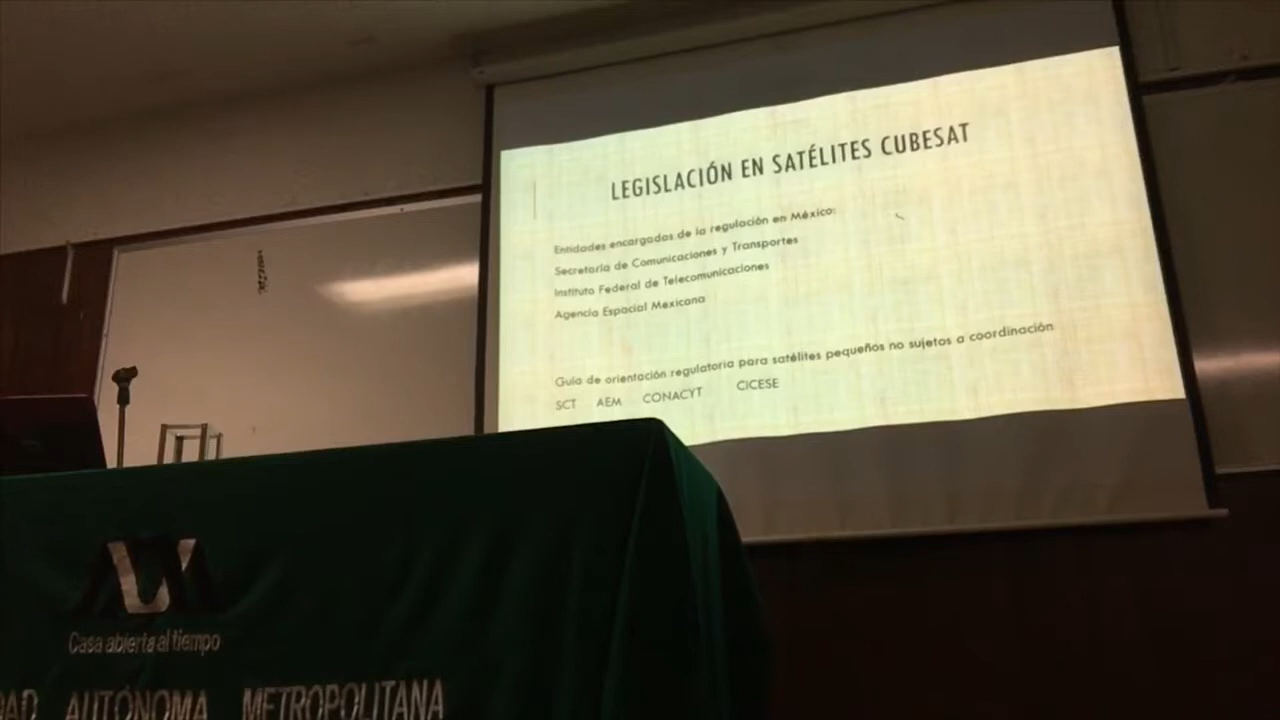 LEGISLACIÓN EN SATÉLITES CUBESAT
Entidades encargadas de la regulación en México:
Secretaría de Comunicaciones y Transportes
Instituto Federal de Telecomunicaciones
Agencia Espacial Mexicana
Guía de orientación regulatoria para satélites pequeños no sujetos a coordinación
SCT AEM CONACYT CICESE
Casa abierta al tiempo
AUTÓNOMA METROPOLITANA